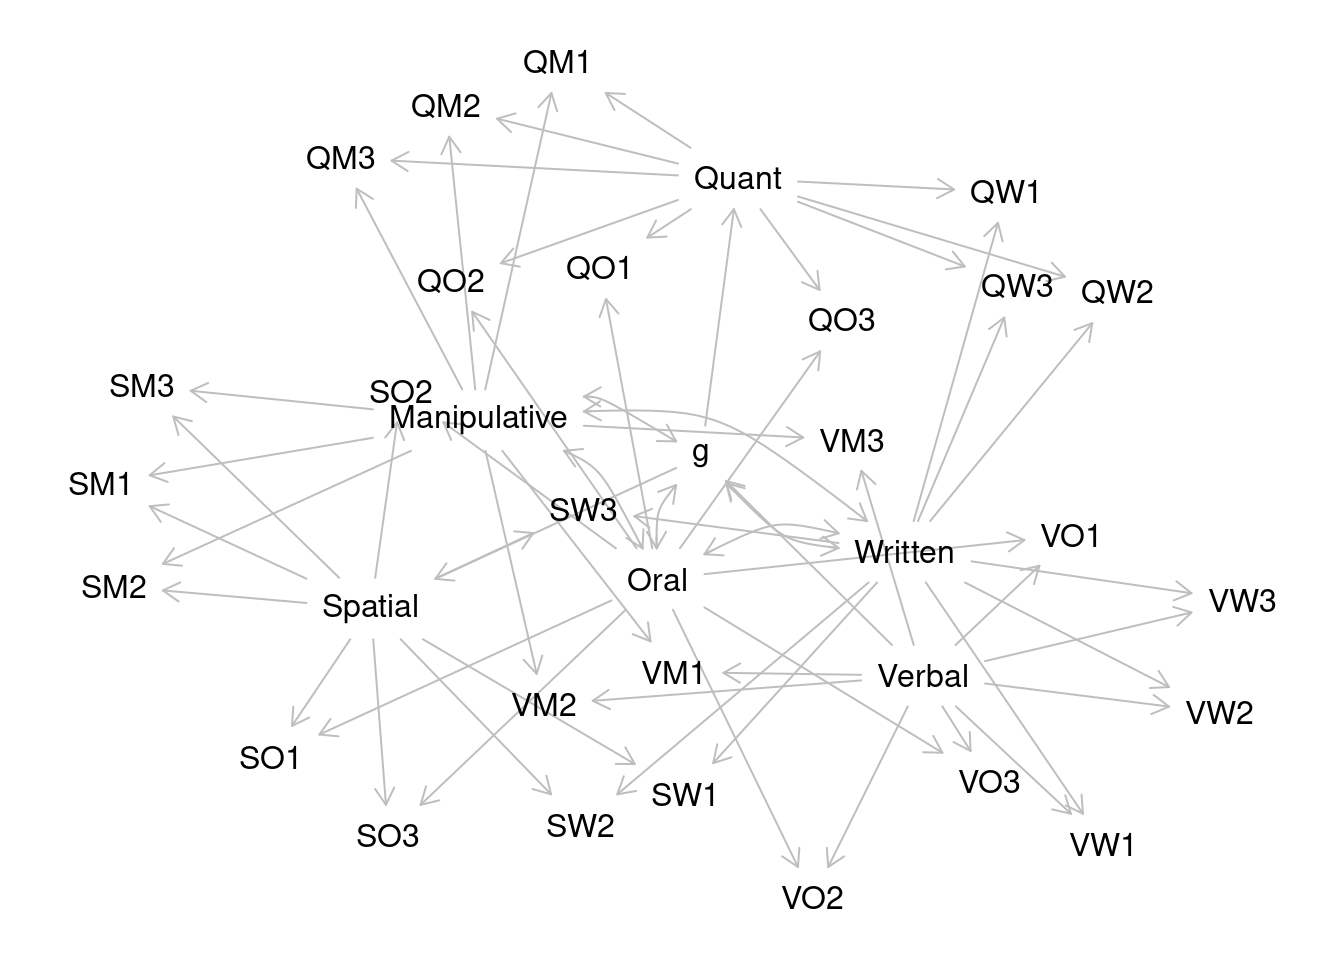 QM1
QM2
QM3
Quant
QW1
QO1
QO2
QW3
QW2
QO3
SM3
SO2
Manipulative
VM3
g
SM1
SW3
VO1
Written
Oral
SM2
Spatial
VW3
VM1
Verbal
VM2
VW2
SO1
VO3
SW1
SW2
SO3
VW1
VO2